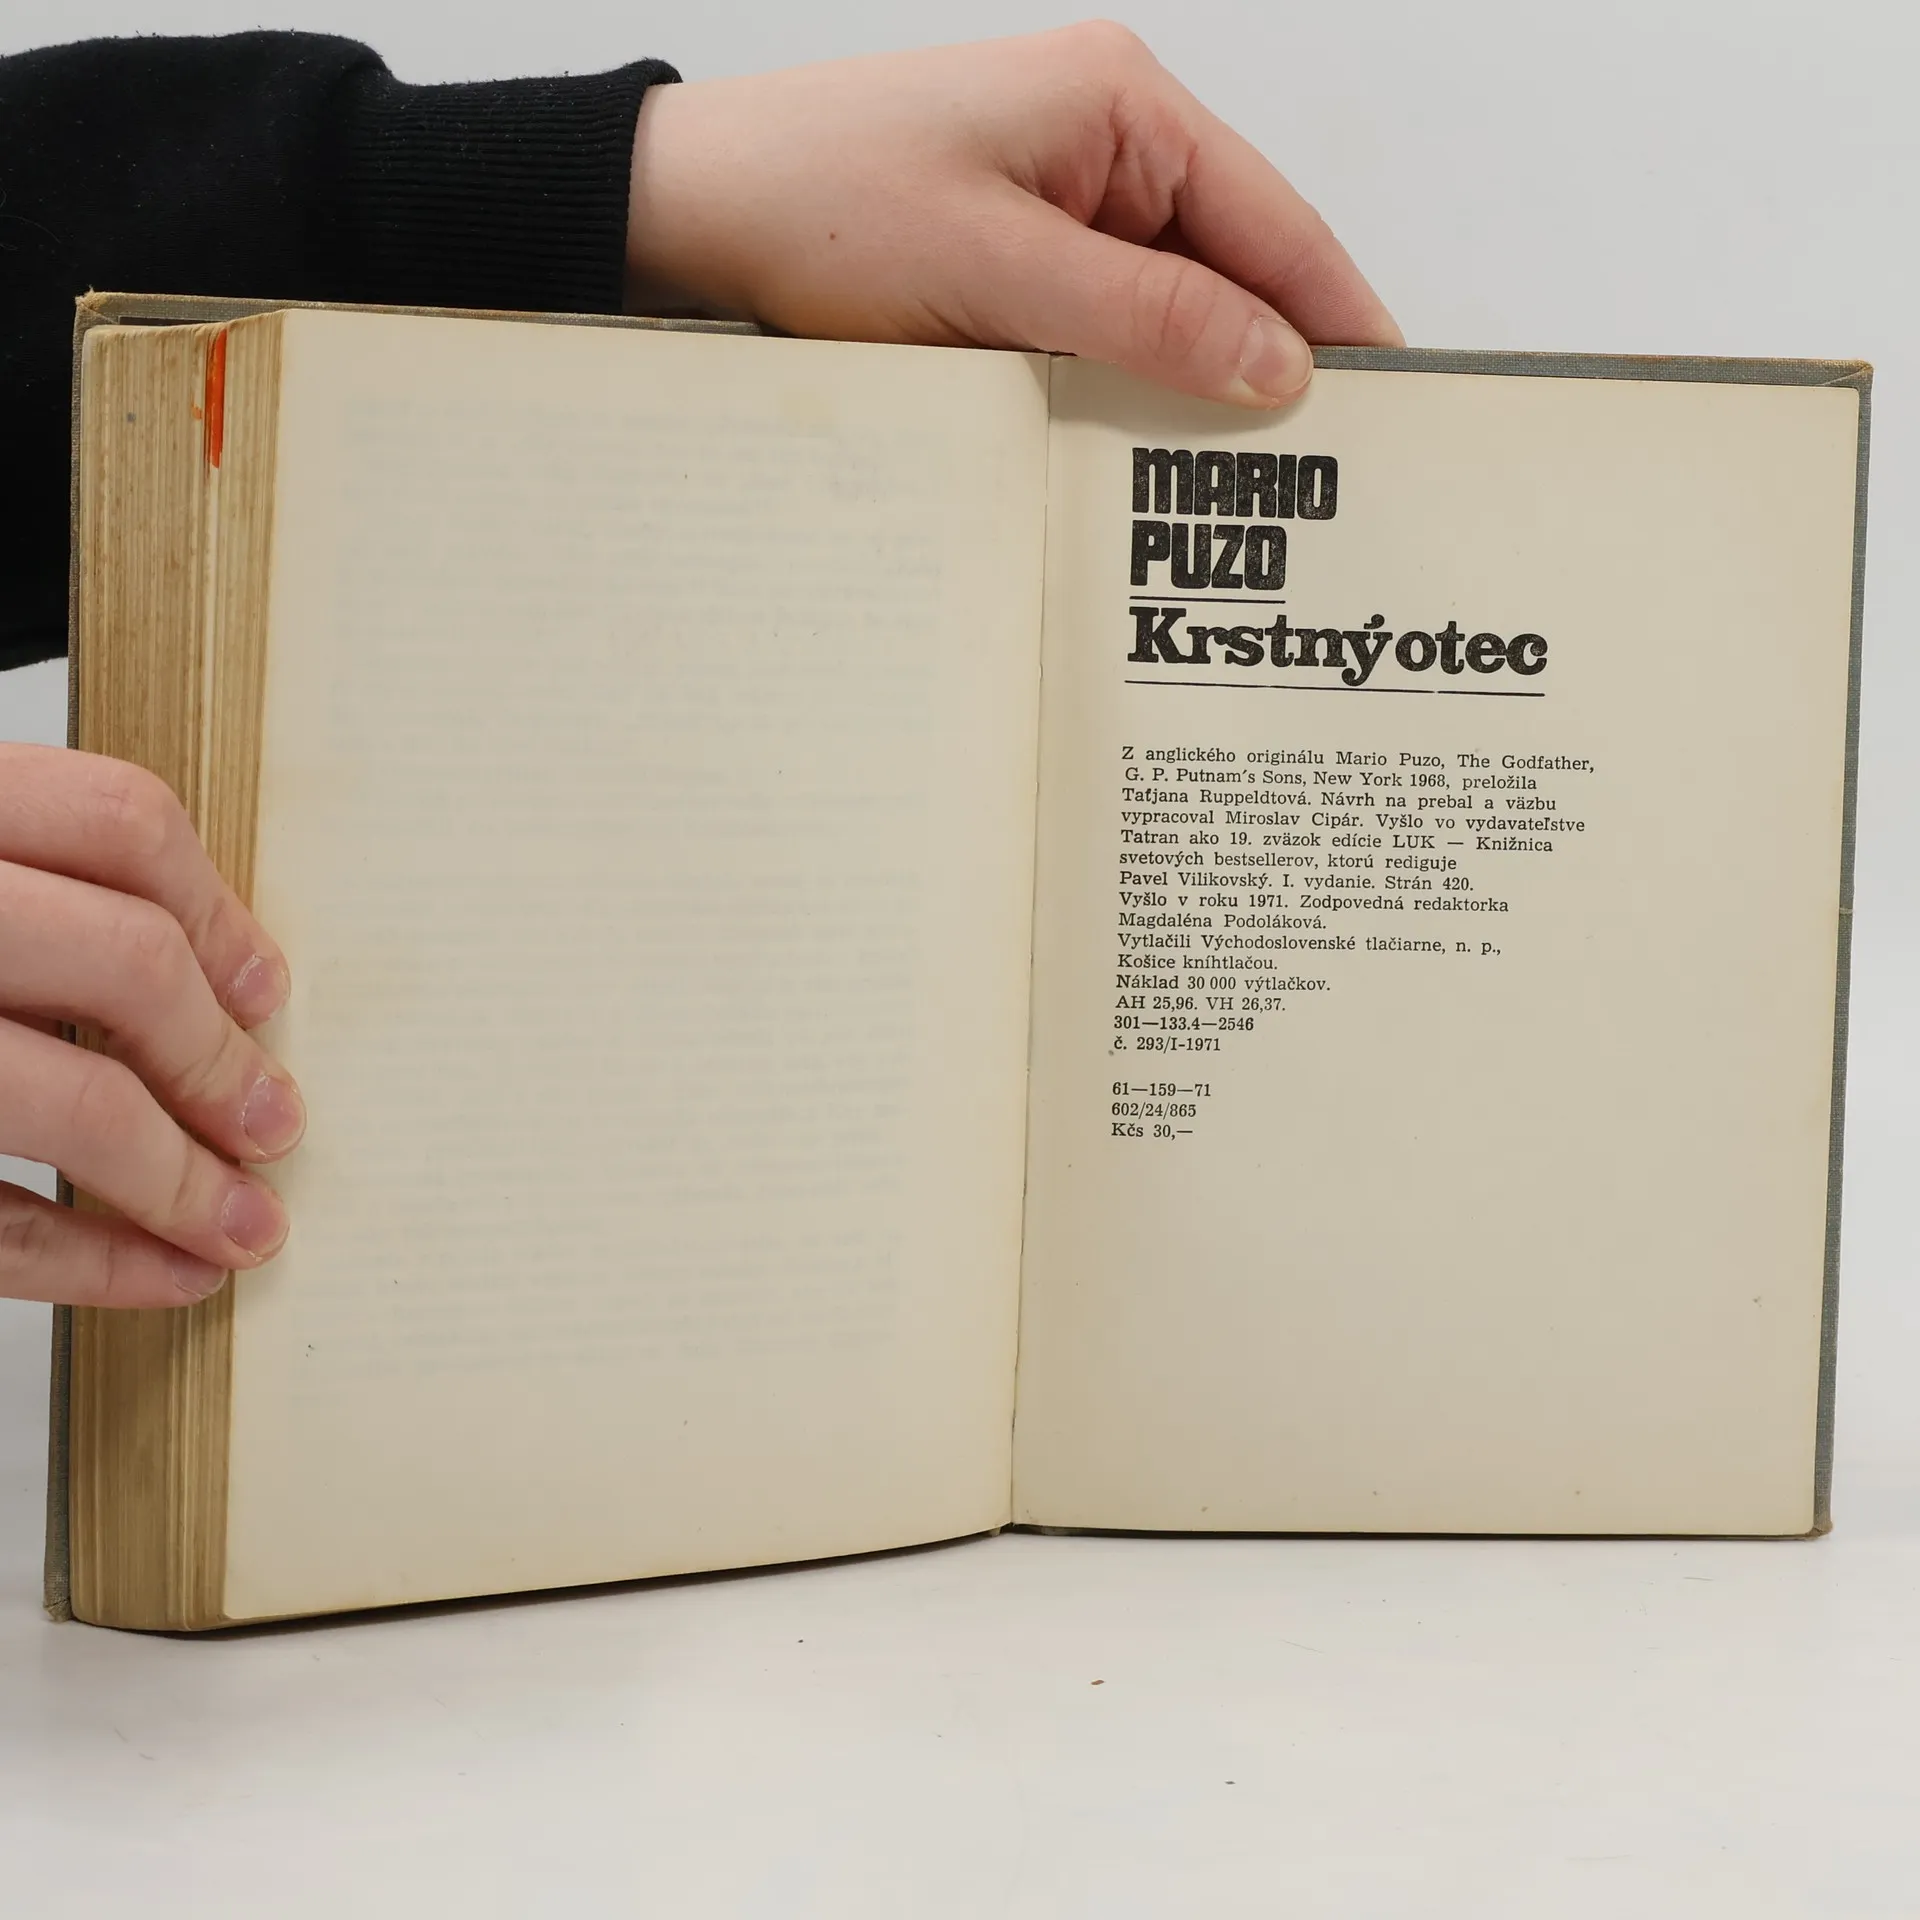 MARIO
PUZO
Krstný otec
Z anglického originálu Mario Puzo, The Godfather,
G. P. Putnam's Sons, New York 1968, preložila
Taťjana Ruppeldtová. Návrh na prebal a väzbu
vypracoval Miroslav Cipár. Vyšlo vo vydavateľstve
Tatran ako 19. zväzok edície LUK — Knižnica
svetových bestsellerov, ktorú rediguje
Pavel Vilikovský. I. vydanie. Strán 420.
Vyšlo v roku 1971. Zodpovedná redaktorka
Magdaléna Podoláková.
Vytlačili Východoslovenské tlačiarne, n. p.,
Košice kníhtlačou.
Náklad 30 000 výtlačkov.
AH 25,96. VH 26,37.
301—133.4—2546
č. 293/I-1971
61—159—71
602/24/865
Kčs 30,—